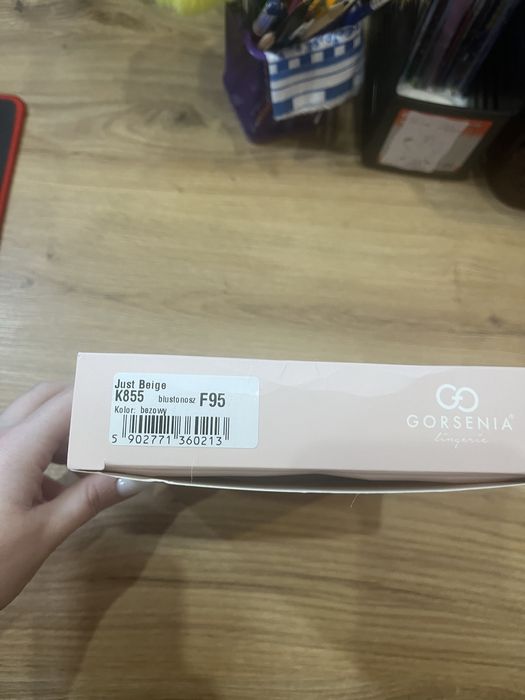 Just Beige
K855 biustonosz F95
Kolor: beżowy
5 902771 360213
GORSENIA®
lingerie